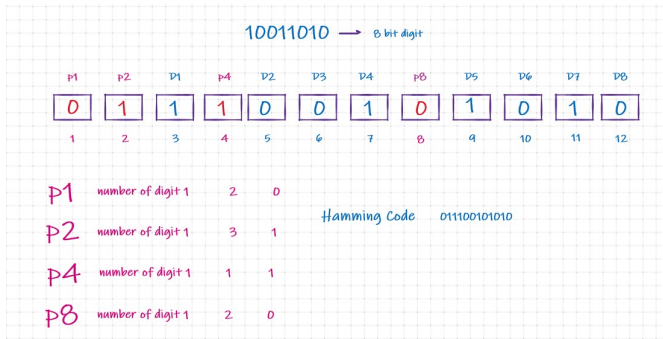 10011010 → 8 bit digit
P1 P2 D1 P4 D2 D3 D4 P8 D5 D6 D7 D8
0 1 1 1 0 0 1 0 1 0 1 0
1 2 3 4 5 6 7 8 9 10 11 12
P1 number of digit 1 2 0
P2 number of digit 1 3 1
Hamming Code 011100101010
P4 number of digit 1 1 1
P8 number of digit 1 2 0